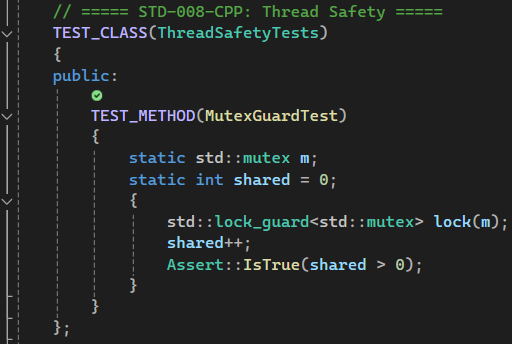 // ===== STD-008-CPP: Thread Safety =====
TEST_CLASS(ThreadSafetyTests)
{
public:
TEST_METHOD(MutexGuardTest)
{
static std::mutex m;
static int shared = 0;
{
std::lock_guard<std::mutex> lock(m);
shared++;
Assert::IsTrue(shared > 0);
}
}
};